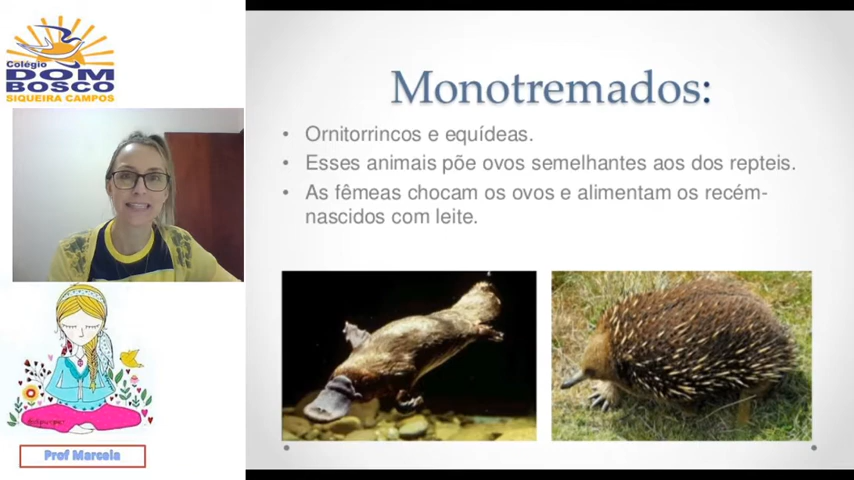 Colégio
DOM
BOSCO
SIQUEIRA CAMPOS
Monotremados:
• Ornitorrincos e equídeas.
• Esses animais põe ovos semelhantes aos dos repteis.
• As fêmeas chocam os ovos e alimentam os recém-
nascidos com leite.
Prof Marcela